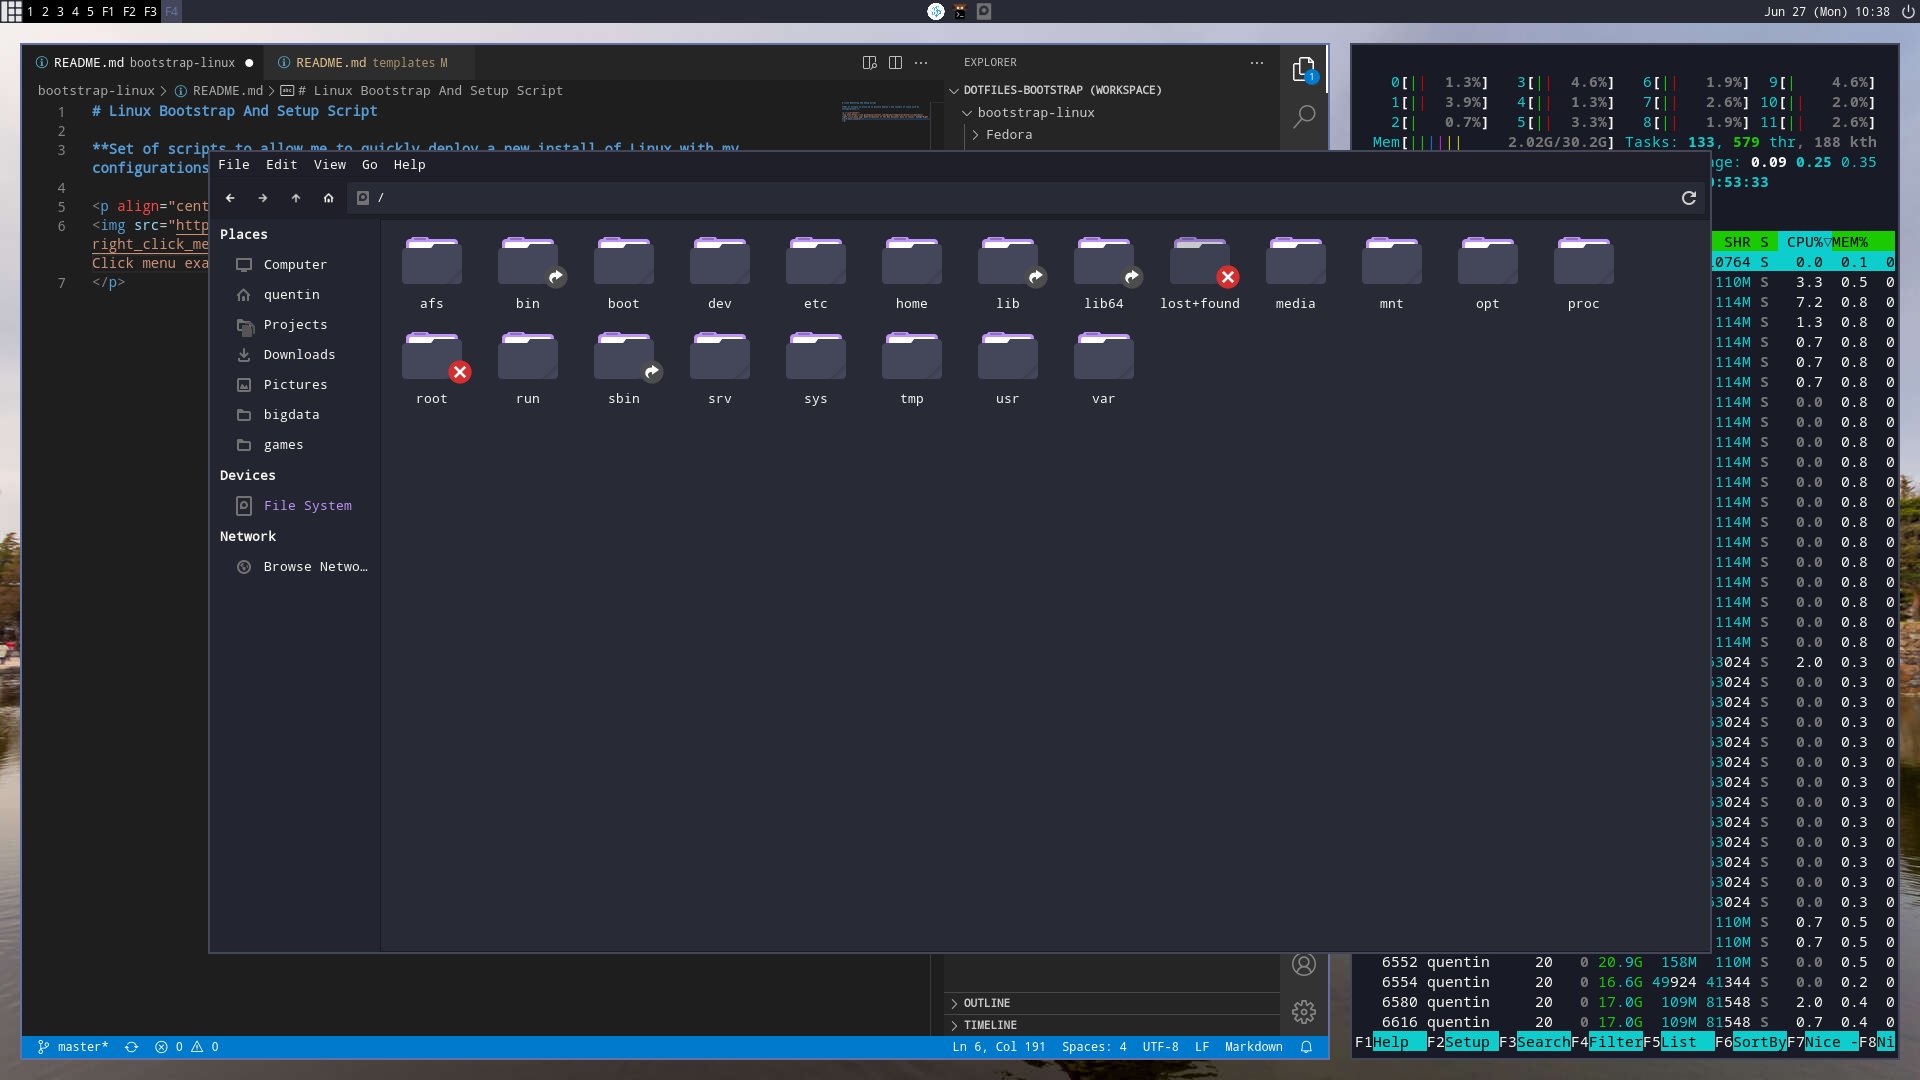 1 2 3 4 5 F1 F2 F3 F4
Jun 27 (Mon) 10:38
README.md bootstrap-linux
README.md templates M
bootstrap-linux > README.md > # Linux Bootstrap And Setup Script
1 # Linux Bootstrap And Setup Script
2
3 **Set of scripts to allow me to quickly deploy a new install of Linux with my
configurations
4
5 <p align="cent
6 <img src="http
right_click_me
Click menu exa
7 </p>
EXPLORER
DOTFILES-BOOTSTRAP (WORKSPACE)
bootstrap-linux
Fedora
1
OUTLINE
TIMELINE
master* 0 0
Ln 6, Col 191 Spaces: 4 UTF-8 LF Markdown
File Edit View Go Help
/
Places
Computer
quentin
Projects
Downloads
Pictures
bigdata
games
Devices
File System
Network
Browse Netwo…
afs bin boot dev etc home lib lib64 lost+found media mnt opt proc
root run sbin srv sys tmp usr var
0[|| 1.3%] 3[|| 4.6%] 6[|| 1.9%] 9[| 4.6%]
1[|| 3.9%] 4[|| 1.3%] 7[|| 2.6%] 10[|| 2.0%]
2[| 0.7%] 5[|| 3.3%] 8[|| 1.9%] 11[|| 2.6%]
Mem[|||||| 2.02G/30.2G] Tasks: 133, 579 thr, 188 kth
age: 0.09 0.25 0.35
:53:33
SHR S CPU%▽MEM%
0764 S 0.0 0.1 0
110M S 3.3 0.5 0
114M S 7.2 0.8 0
114M S 1.3 0.8 0
114M S 0.7 0.8 0
114M S 0.7 0.8 0
114M S 0.7 0.8 0
114M S 0.0 0.8 0
114M S 0.0 0.8 0
114M S 0.0 0.8 0
114M S 0.0 0.8 0
114M S 0.0 0.8 0
114M S 0.0 0.8 0
114M S 0.0 0.8 0
114M S 0.0 0.8 0
114M S 0.0 0.8 0
114M S 0.0 0.8 0
114M S 0.0 0.8 0
114M S 0.0 0.8 0
114M S 0.0 0.8 0
63024 S 2.0 0.3 0
63024 S 0.0 0.3 0
63024 S 0.0 0.3 0
63024 S 0.0 0.3 0
63024 S 0.0 0.3 0
63024 S 0.0 0.3 0
63024 S 0.0 0.3 0
63024 S 0.0 0.3 0
63024 S 0.0 0.3 0
63024 S 0.0 0.3 0
63024 S 0.0 0.3 0
63024 S 0.0 0.3 0
63024 S 0.0 0.3 0
110M S 0.7 0.5 0
110M S 0.7 0.5 0
6552 quentin 20 0 20.9G 158M 110M S 0.0 0.5 0
6554 quentin 20 0 16.6G 49924 41344 S 0.0 0.2 0
6580 quentin 20 0 17.0G 109M 81548 S 2.0 0.4 0
6616 quentin 20 0 17.0G 109M 81548 S 0.7 0.4 0
F1Help F2Setup F3SearchF4FilterF5List F6SortByF7Nice -F8Ni